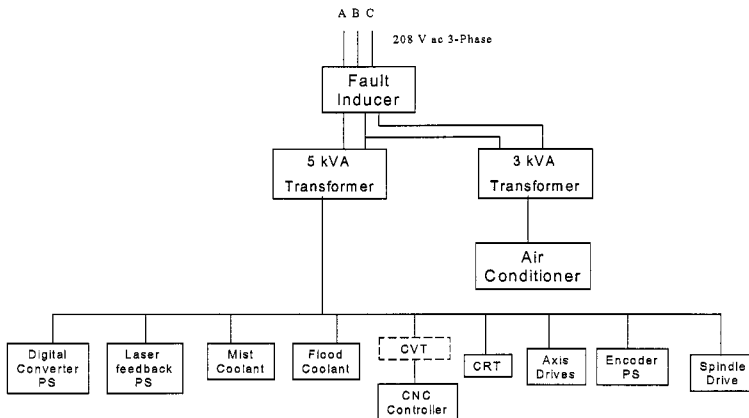 A B C
208 V ac 3-Phase
Fault
Inducer
5 kVA
Transformer
3 kVA
Transformer
Air
Conditioner
Digital
Converter
PS
Laser
feedback
PS
Mist
Coolant
Flood
Coolant
CVT
CNC
Controller
CRT
Axis
Drives
Encoder
PS
Spindle
Drive